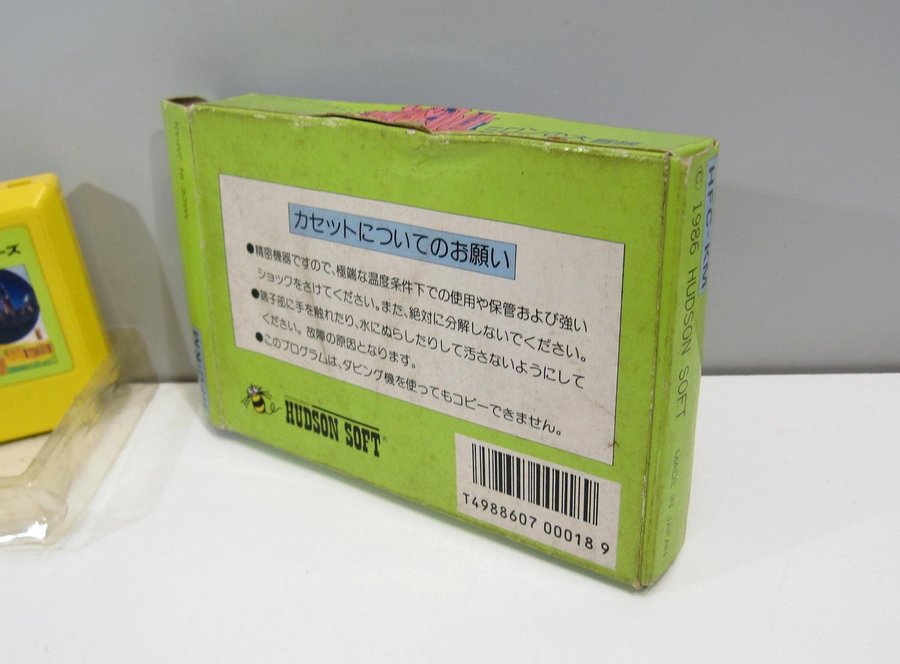 カセットについてのお願い
●精密機器ですので、極端な温度条件下での使用や保管および強い
ショックをさけてください。また、絶対に分解しないでください。
●端子部に手を触れたり、水にぬらしたりして汚さないようにして
ください。故障の原因となります。
●このプログラムは、ダビング機を使ってもコピーできません。
HUDSON SOFT
T4988607 00018 9
HFC-KM
© 1986 HUDSON SOFT
MADE IN JAPAN
MADE IN JAPAN
KM
ーズ